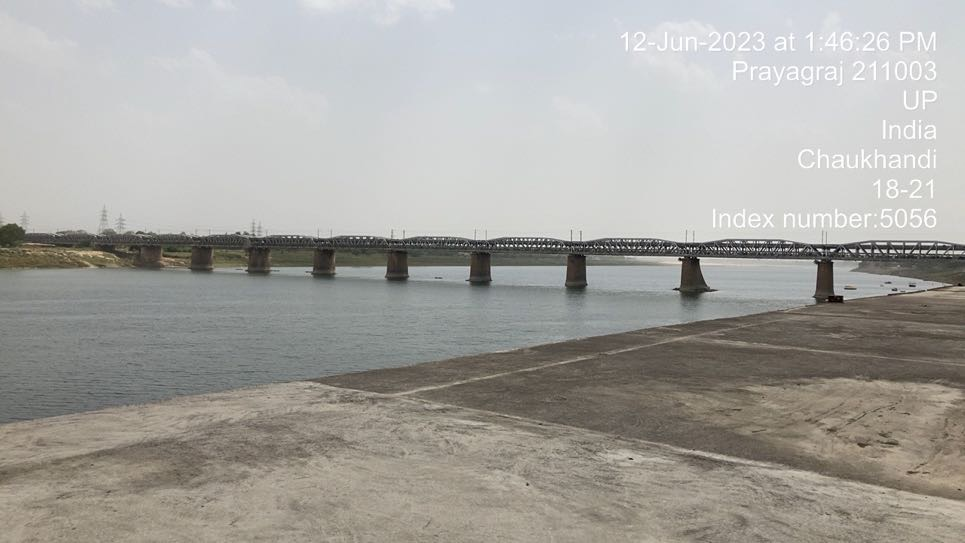 12-Jun-2023 at 1:46:26 PM
Prayagraj 211003
UP
India
Chaukhandi
18-21
Index number:5056